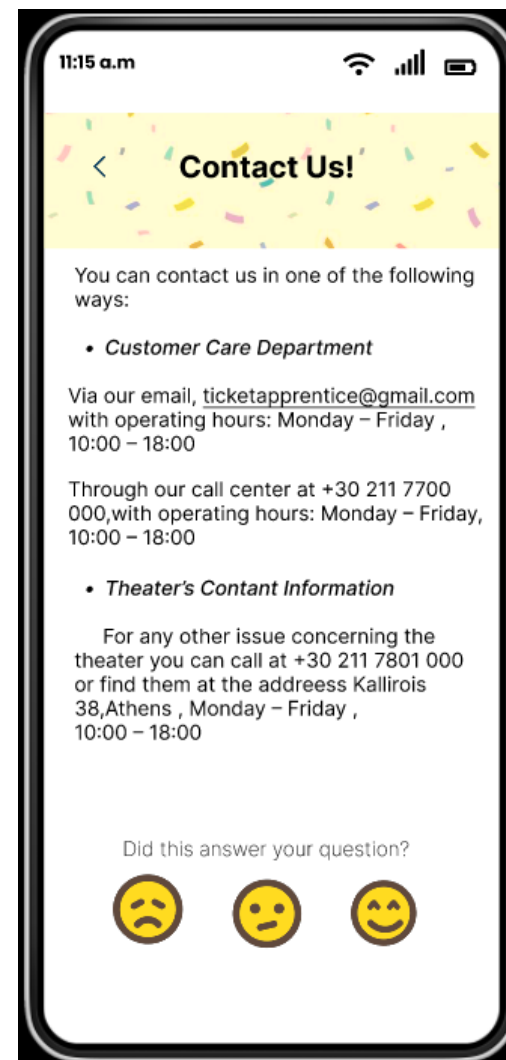 11:15 a.m
Contact Us!
You can contact us in one of the following
ways:
• Customer Care Department
Via our email, ticketapprentice@gmail.com
with operating hours: Monday – Friday ,
10:00 – 18:00
Through our call center at +30 211 7700
000,with operating hours: Monday – Friday,
10:00 – 18:00
• Theater's Contant Information
For any other issue concerning the
theater you can call at +30 211 7801 000
or find them at the addreess Kallirois
38,Athens , Monday – Friday ,
10:00 – 18:00
Did this answer your question?